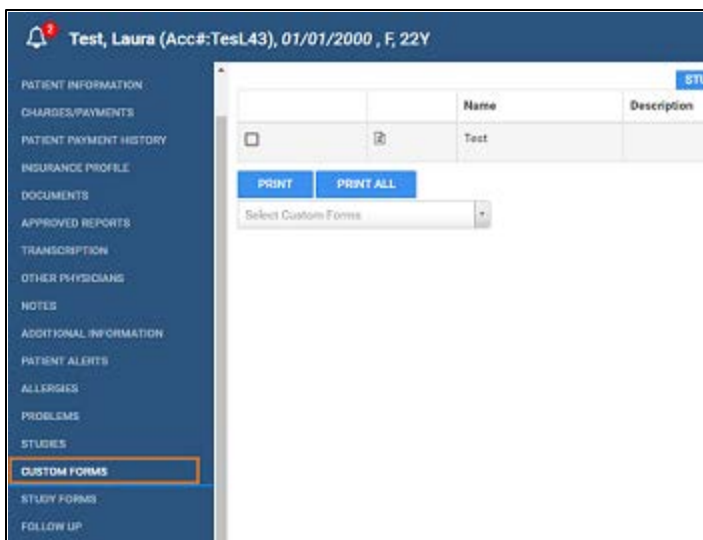 2
Test, Laura (Acc#:TesL43), 01/01/2000 , F, 22Y
PATIENT INFORMATION
CHARGES/PAYMENTS
PATIENT PAYMENT HISTORY
INSURANCE PROFILE
DOCUMENTS
APPROVED REPORTS
TRANSCRIPTION
OTHER PHYSICIANS
NOTES
ADDITIONAL INFORMATION
PATIENT ALERTS
ALLERGIES
PROBLEMS
STUDIES
CUSTOM FORMS
STUDY FORMS
FOLLOW UP
STU
Name Description
Test
PRINT PRINT ALL
Select Custom Forms